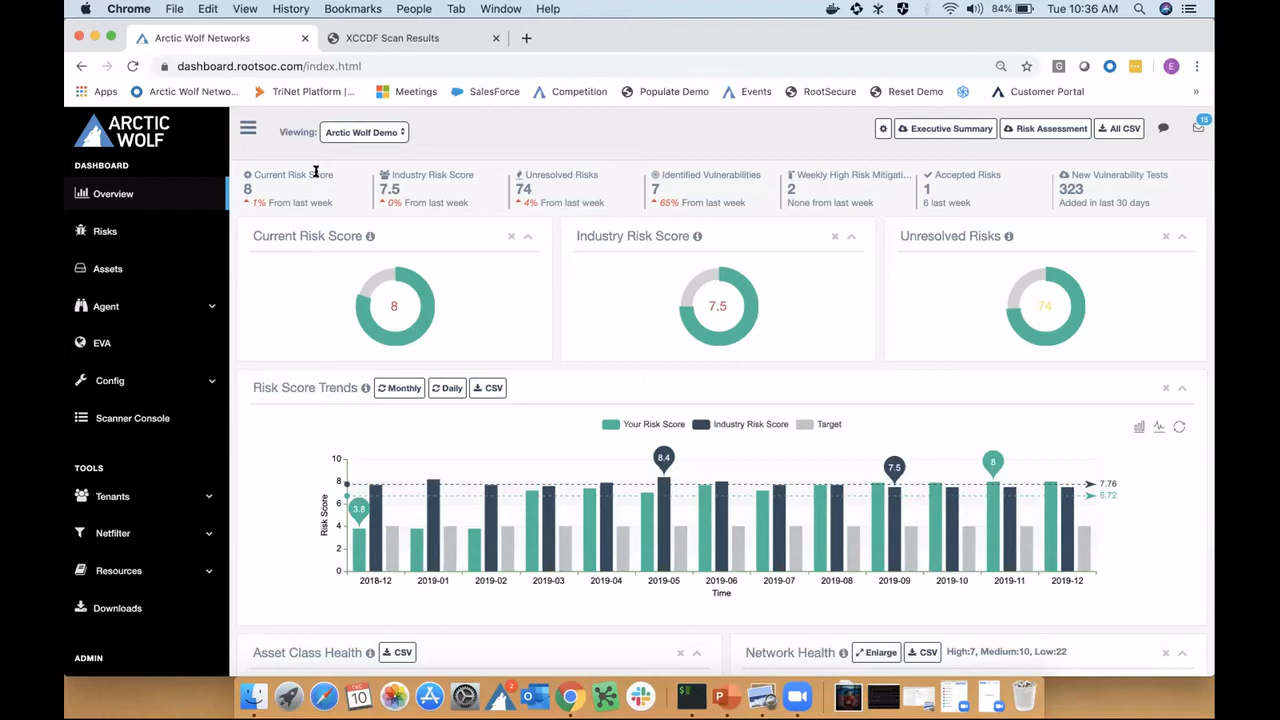 Chrome File Edit View History Bookmarks People Tab Window Help 84% Tue 10:36 AM
Arctic Wolf Networks XCCDF Scan Results
dashboard.rootsoc.com/index.html E
Apps Arctic Wolf Netwo... TriNet Platform |... Meetings SalesForce Competition Populate Demo Events RootSecure Reset Demo Customer Portal »
ARCTIC
WOLF
Viewing: Arctic Wolf Demo Executive Summary Risk Assessment All CSV 15
DASHBOARD
Overview
Risks
Assets
Agent
EVA
Config
Scanner Console
TOOLS
Tenants
Netfilter
Resources
Downloads
ADMIN
Current Risk Score Industry Risk Score Unresolved Risks Identified Vulnerabilities Weekly High Risk Mitigati... Accepted Risks New Vulnerability Tests
8 7.5 74 7 2 1 323
1% From last week 0% From last week 4% From last week 65% From last week None from last week 6 last week Added in last 30 days
Current Risk Score Industry Risk Score Unresolved Risks
8 7.5 74
Risk Score Trends Monthly Daily CSV
Your Risk Score Industry Risk Score Target
Risk Score
10
8
6
4
2
0
3.8
8.4
7.5
8
7.76
6.72
2018-12 2019-01 2019-02 2019-03 2019-04 2019-05 2019-06 2019-07 2019-08 2019-09 2019-10 2019-11 2019-12
Time
Asset Class Health CSV Network Health Enlarge CSV High:7, Medium:10, Low:22
DEC
10
2